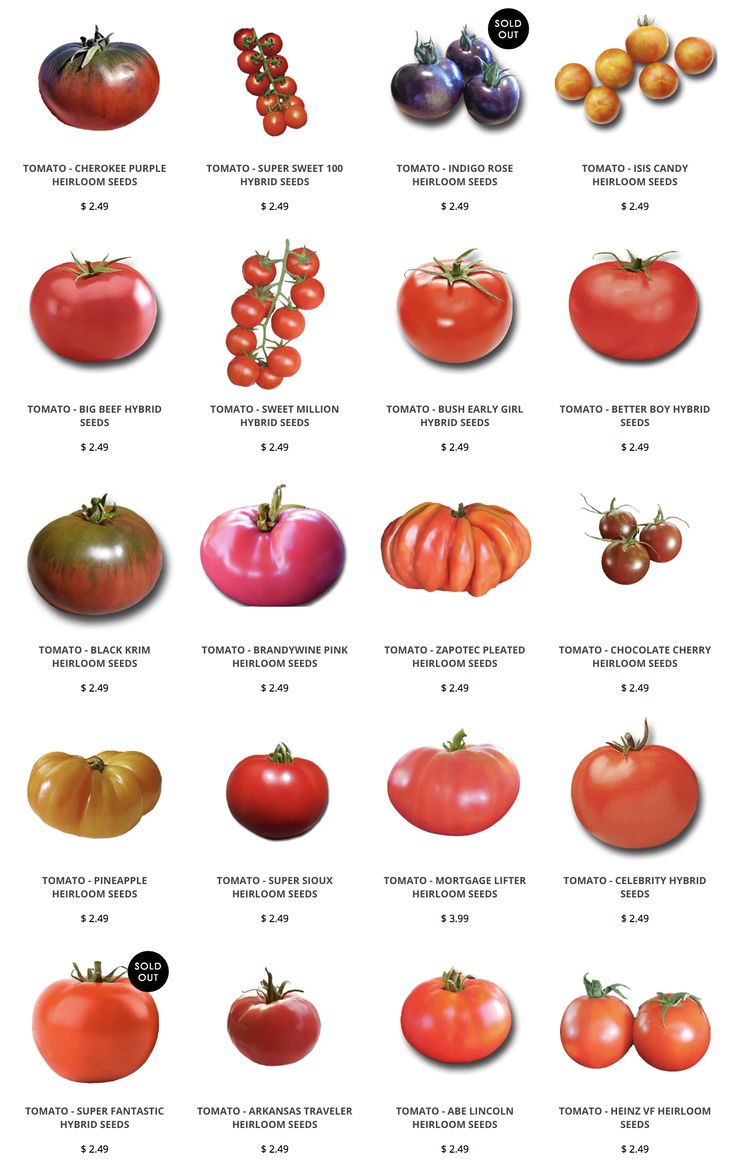 SOLD
OUT
TOMATO - CHEROKEE PURPLE
HEIRLOOM SEEDS
$ 2.49
TOMATO - SUPER SWEET 100
HYBRID SEEDS
$ 2.49
TOMATO - INDIGO ROSE
HEIRLOOM SEEDS
$ 2.49
TOMATO - ISIS CANDY
HEIRLOOM SEEDS
$ 2.49
TOMATO - BIG BEEF HYBRID
SEEDS
$ 2.49
TOMATO - SWEET MILLION
HYBRID SEEDS
$ 2.49
TOMATO - BUSH EARLY GIRL
HYBRID SEEDS
$ 2.49
TOMATO - BETTER BOY HYBRID
SEEDS
$ 2.49
TOMATO - BLACK KRIM
HEIRLOOM SEEDS
$ 2.49
TOMATO - BRANDYWINE PINK
HEIRLOOM SEEDS
$ 2.49
TOMATO - ZAPOTEC PLEATED
HEIRLOOM SEEDS
$ 2.49
TOMATO - CHOCOLATE CHERRY
HEIRLOOM SEEDS
$ 2.49
TOMATO - PINEAPPLE
HEIRLOOM SEEDS
$ 2.49
TOMATO - SUPER SIOUX
HEIRLOOM SEEDS
$ 2.49
TOMATO - MORTGAGE LIFTER
HEIRLOOM SEEDS
$ 3.99
TOMATO - CELEBRITY HYBRID
SEEDS
$ 2.49
SOLD
OUT
TOMATO - SUPER FANTASTIC
HYBRID SEEDS
$ 2.49
TOMATO - ARKANSAS TRAVELER
HEIRLOOM SEEDS
$ 2.49
TOMATO - ABE LINCOLN
HEIRLOOM SEEDS
$ 2.49
TOMATO - HEINZ VF HEIRLOOM
SEEDS
$ 2.49